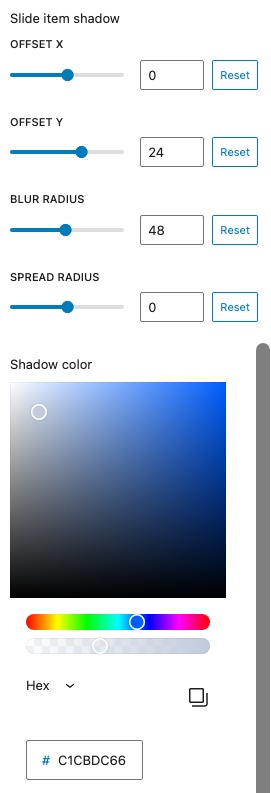 Slide item shadow
OFFSET X
0 Reset
OFFSET Y
24 Reset
BLUR RADIUS
48 Reset
SPREAD RADIUS
0 Reset
Shadow color
Hex
# C1CBDC66